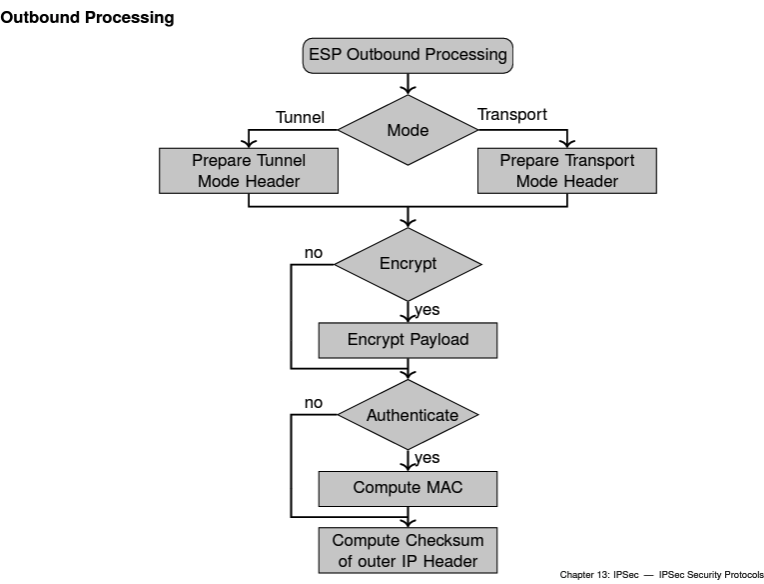 Outbound Processing
ESP Outbound Processing
Tunnel
Transport
Mode
Prepare Tunnel
Mode Header
Prepare Transport
Mode Header
no
Encrypt
yes
Encrypt Payload
no
Authenticate
yes
Compute MAC
Compute Checksum
of outer IP Header
Chapter 13: IPSec — IPSec Security Protocols